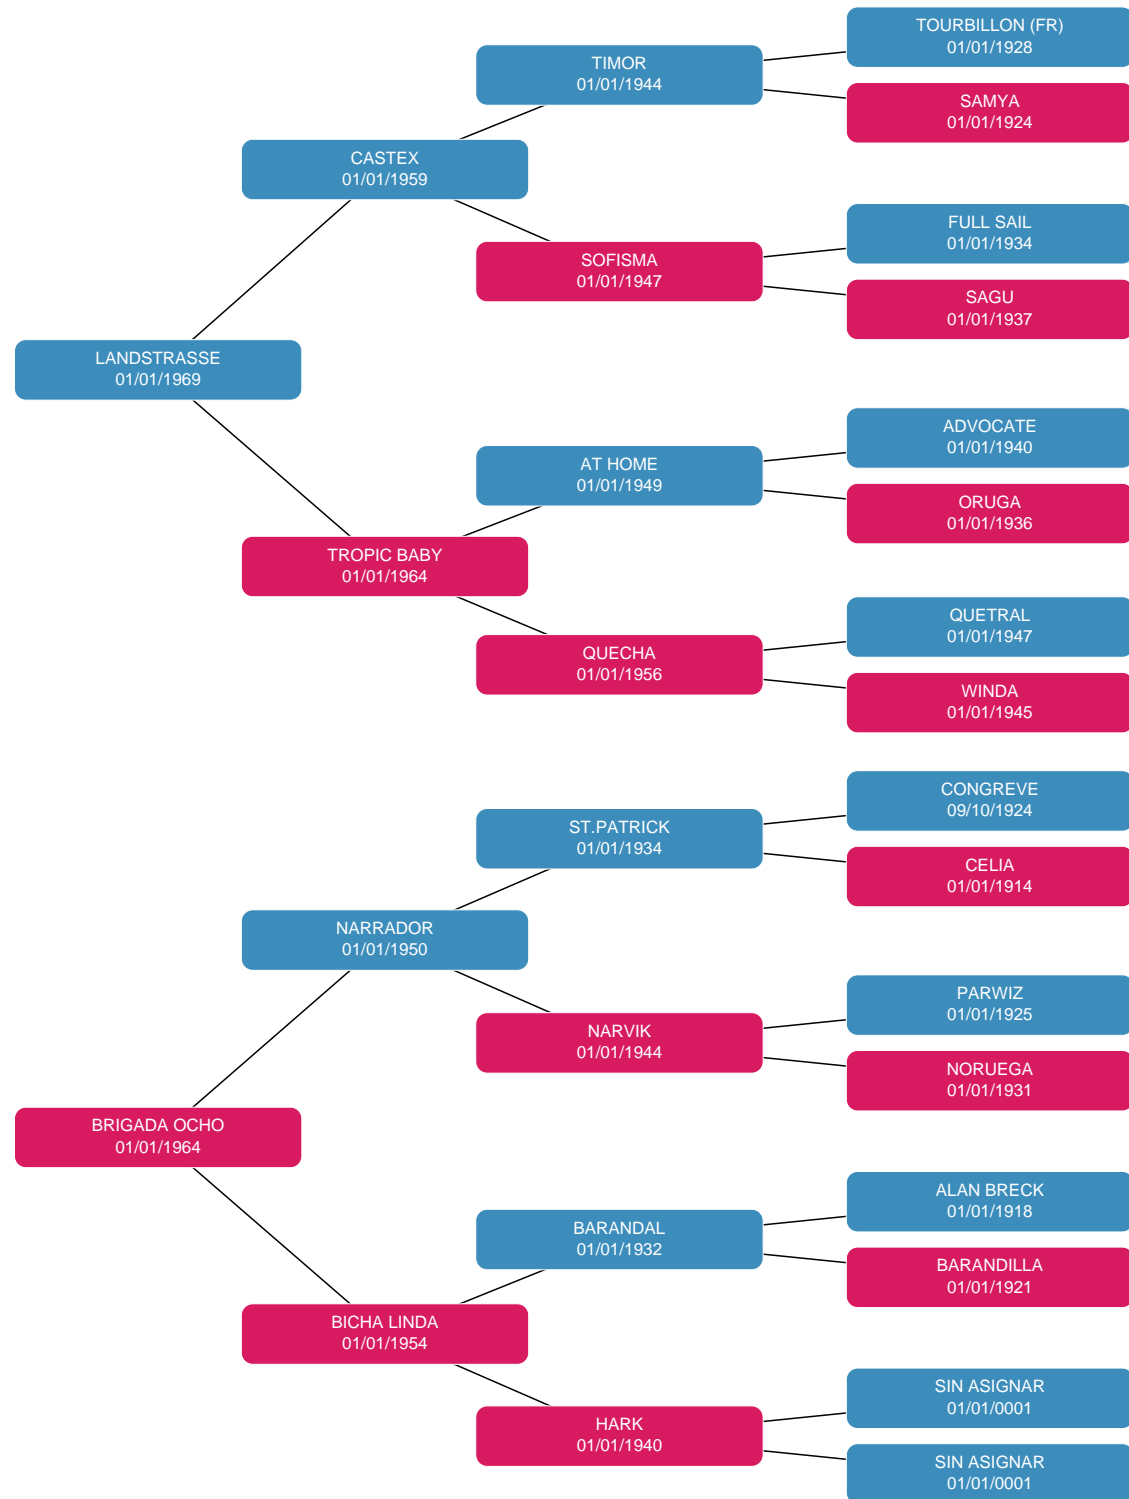 TOURBILLON (FR)
01/01/1928
TIMOR
01/01/1944
SAMYA
01/01/1924
CASTEX
01/01/1959
FULL SAIL
01/01/1934
SOFISMA
01/01/1947
SAGU
01/01/1937
LANDSTRASSE
01/01/1969
ADVOCATE
01/01/1940
AT HOME
01/01/1949
ORUGA
01/01/1936
TROPIC BABY
01/01/1964
QUETRAL
01/01/1947
QUECHA
01/01/1956
WINDA
01/01/1945
CONGREVE
09/10/1924
ST.PATRICK
01/01/1934
CELIA
01/01/1914
NARRADOR
01/01/1950
PARWIZ
01/01/1925
NARVIK
01/01/1944
NORUEGA
01/01/1931
BRIGADA OCHO
01/01/1964
ALAN BRECK
01/01/1918
BARANDAL
01/01/1932
BARANDILLA
01/01/1921
BICHA LINDA
01/01/1954
SIN ASIGNAR
01/01/0001
HARK
01/01/1940
SIN ASIGNAR
01/01/0001